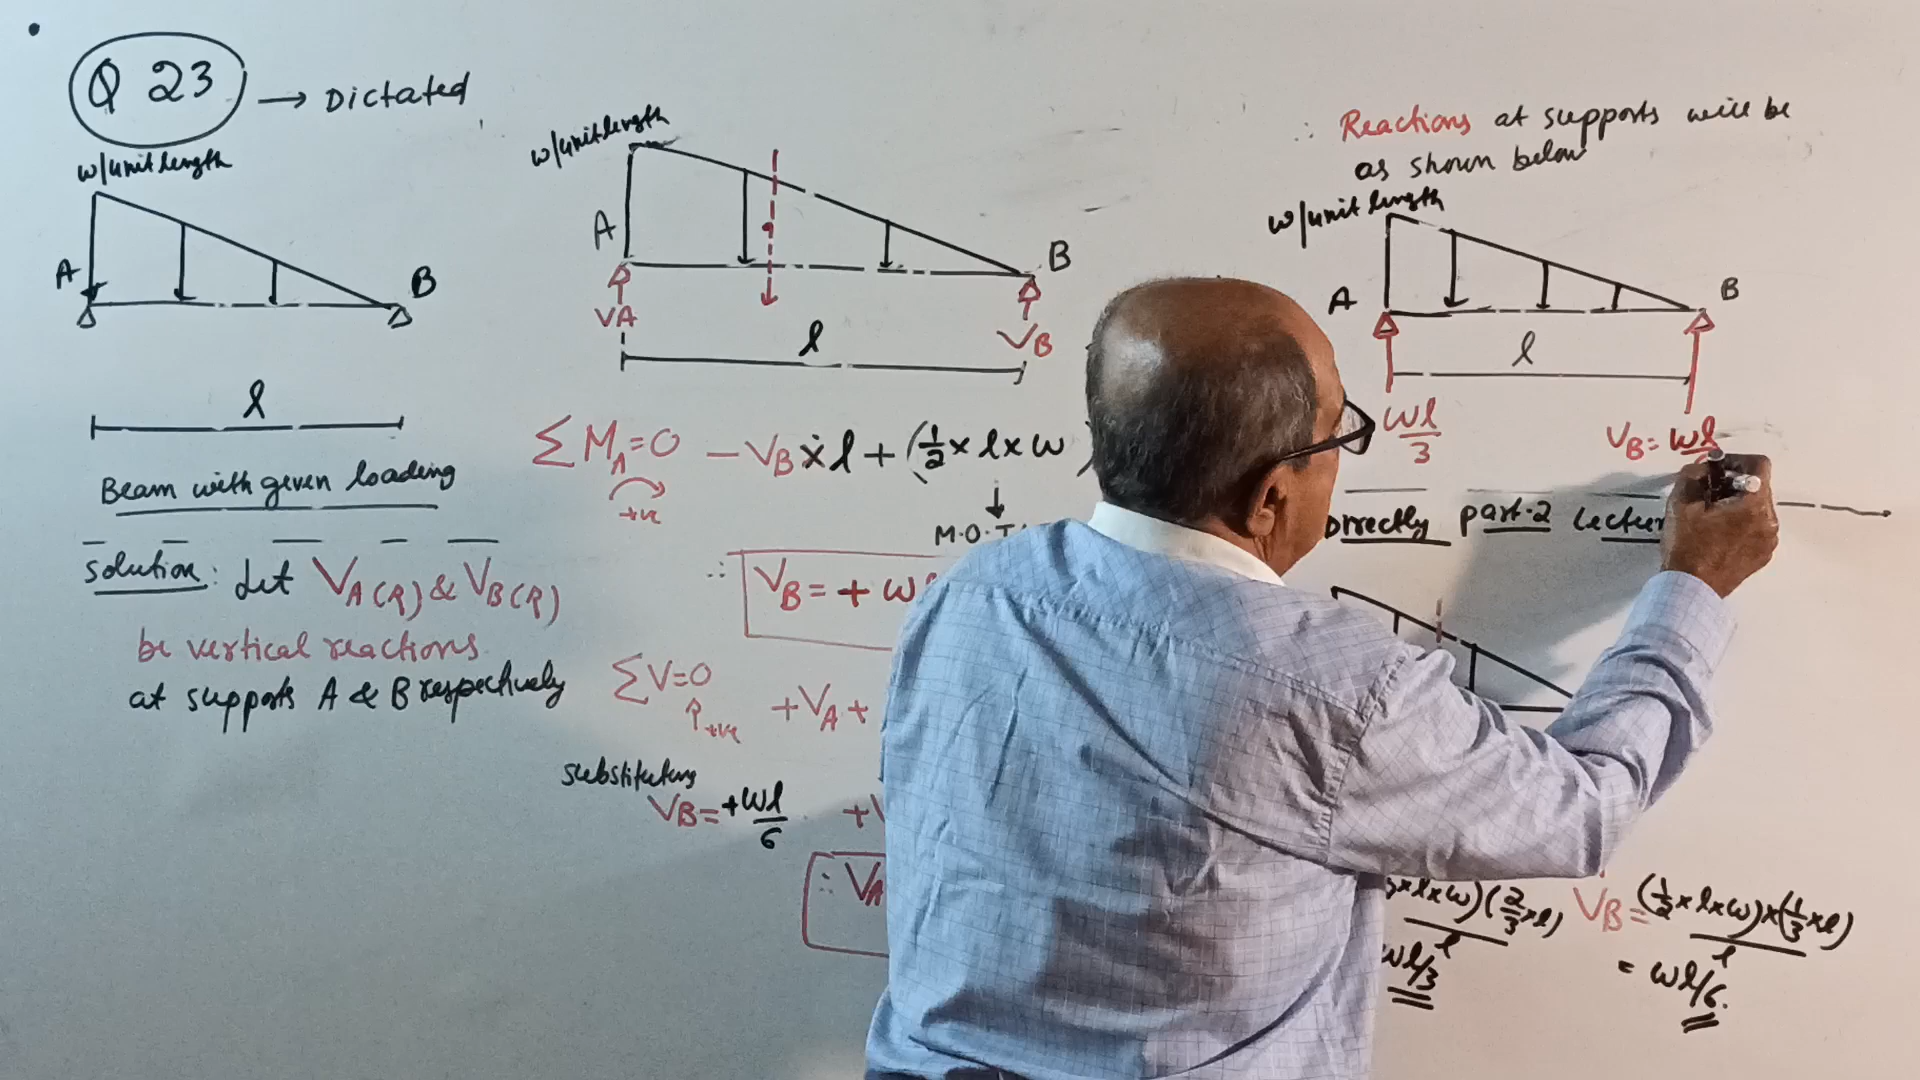 Q 23 → Dictated
w/unit length
A
B
l
Beam with given loading
Solution: Let VA(↑) & VB(↑)
be vertical reactions
at supports A & B respectively
w/unit length
A
B
VA
VB
l
ΣMA=0 - VB × l + (1/2 × l × w
+ve
M.O.
∴ VB = + w
ΣV=0 +VA +
↑+ve
substituting
VB = +wl/6 +
∴ VA
∴ Reactions at supports will be
as shown below
w/unit length
A
B
l
wl/3
VB = wl
Directly part-2
× l × w)(2/3 × l)
l
wl/3
VB = (1/2 × l × w) × (1/3 × l)
l
= wl/6.